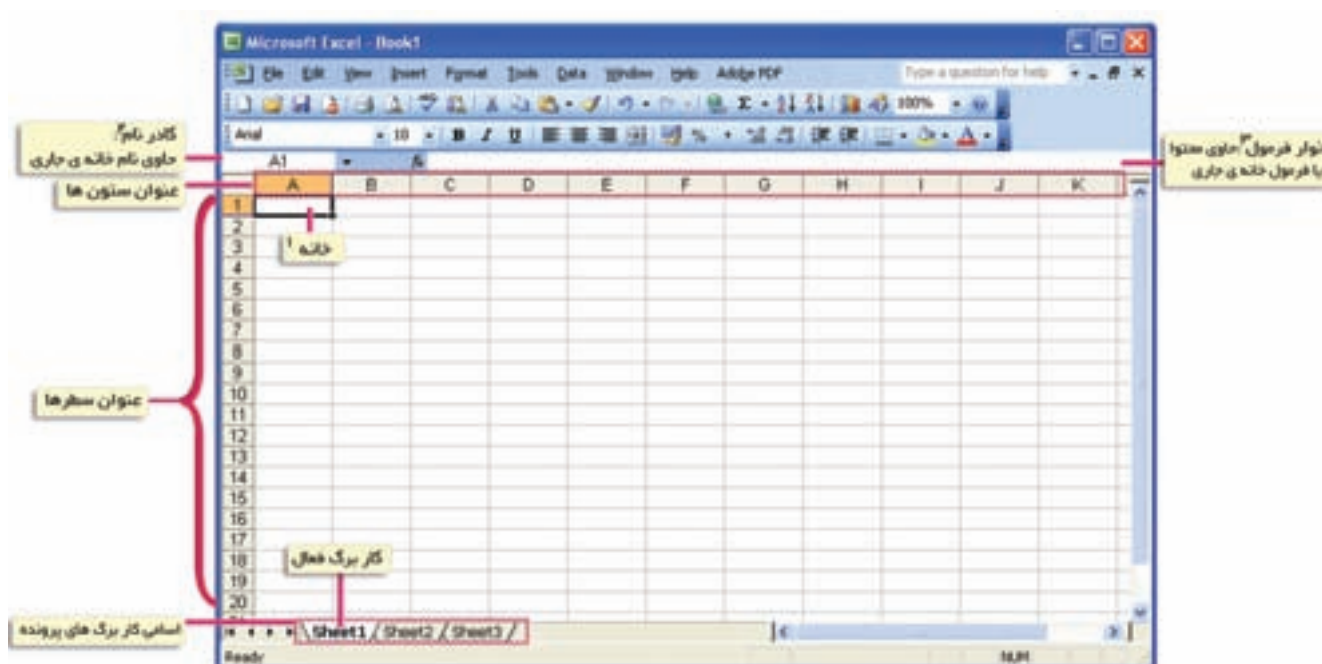 Microsoft Excel - Book1
File Edit View Insert Format Tools Data Window Help Adobe PDF Type a question for help
100%
Arial 10 B I U
A1 fx
کادر نام۲:
حاوی نام خانه ی جاری
نوار فرمول۳ حاوی محتوا
یا فرمول خانه ی جاری
عنوان ستون ها
A B C D E F G H I J K
1
2
3
4
5
6
7
8
9
10
11
12
13
14
15
16
17
18
19
20
خانه ۱
عنوان سطرها
کار برگ فعال
اسامی کار برگ های پرونده
Sheet1 / Sheet2 / Sheet3 /
Ready NUM